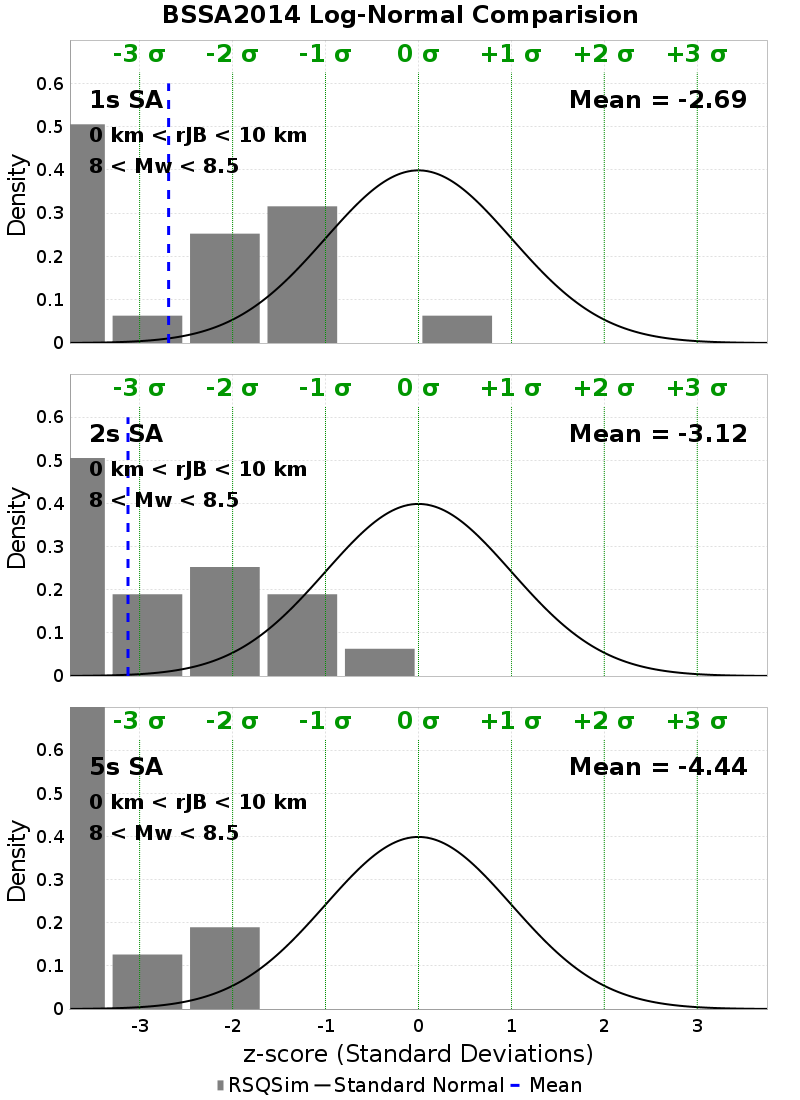 BSSA2014 Log-Normal Comparision
-3 σ -2 σ -1 σ 0 σ +1 σ +2 σ +3 σ
1s SA
Mean = -2.69
0 km < rJB < 10 km
8 < Mw < 8.5
0.6
0.5
0.4
0.3
0.2
0.1
0
Density
-3 σ -2 σ -1 σ 0 σ +1 σ +2 σ +3 σ
2s SA
Mean = -3.12
0 km < rJB < 10 km
8 < Mw < 8.5
0.6
0.5
0.4
0.3
0.2
0.1
0
Density
-3 σ -2 σ -1 σ 0 σ +1 σ +2 σ +3 σ
5s SA
Mean = -4.44
0 km < rJB < 10 km
8 < Mw < 8.5
0.6
0.5
0.4
0.3
0.2
0.1
0
Density
-3 -2 -1 0 1 2 3
z-score (Standard Deviations)
RSQSim Standard Normal Mean